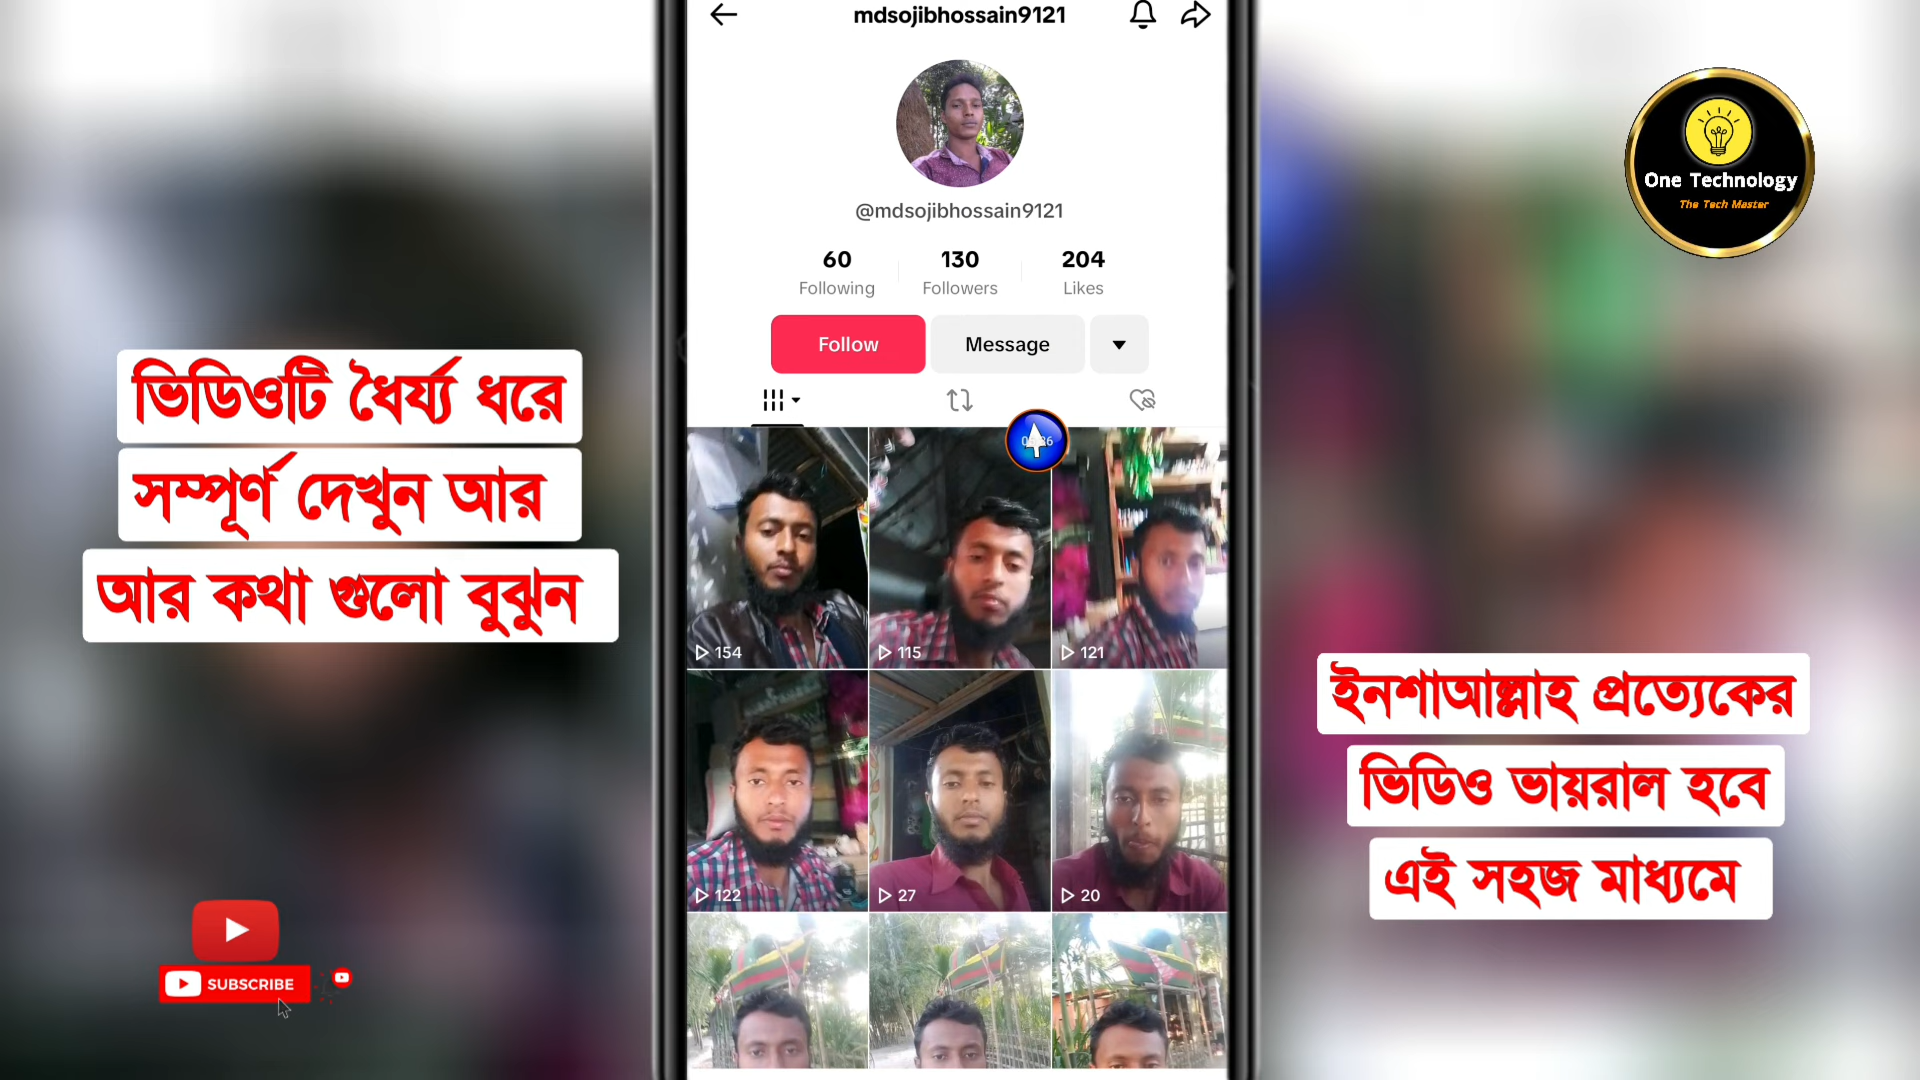 mdsojibhossain9121
@mdsojibhossain9121
60
130
204
Following
Followers
Likes
Follow
Message
154
115
121
122
27
20
ভিডিওটি ধৈর্য্য ধরে
সম্পূর্ণ দেখুন আর
আর কথা গুলো বুঝুন
SUBSCRIBE
One Technology
The Tech Master
ইনশাআল্লাহ প্রত্যেকের
ভিডিও ভায়রাল হবে
এই সহজ মাধ্যমে